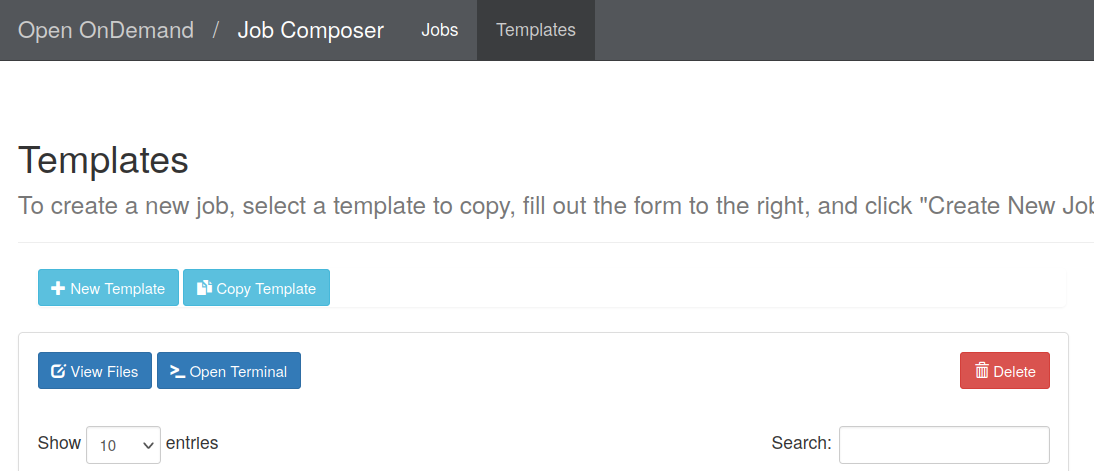 Open OnDemand / Job Composer Jobs Templates
Templates
To create a new job, select a template to copy, fill out the form to the right, and click "Create New Job
New Template Copy Template
View Files Open Terminal Delete
Show 10 entries Search: